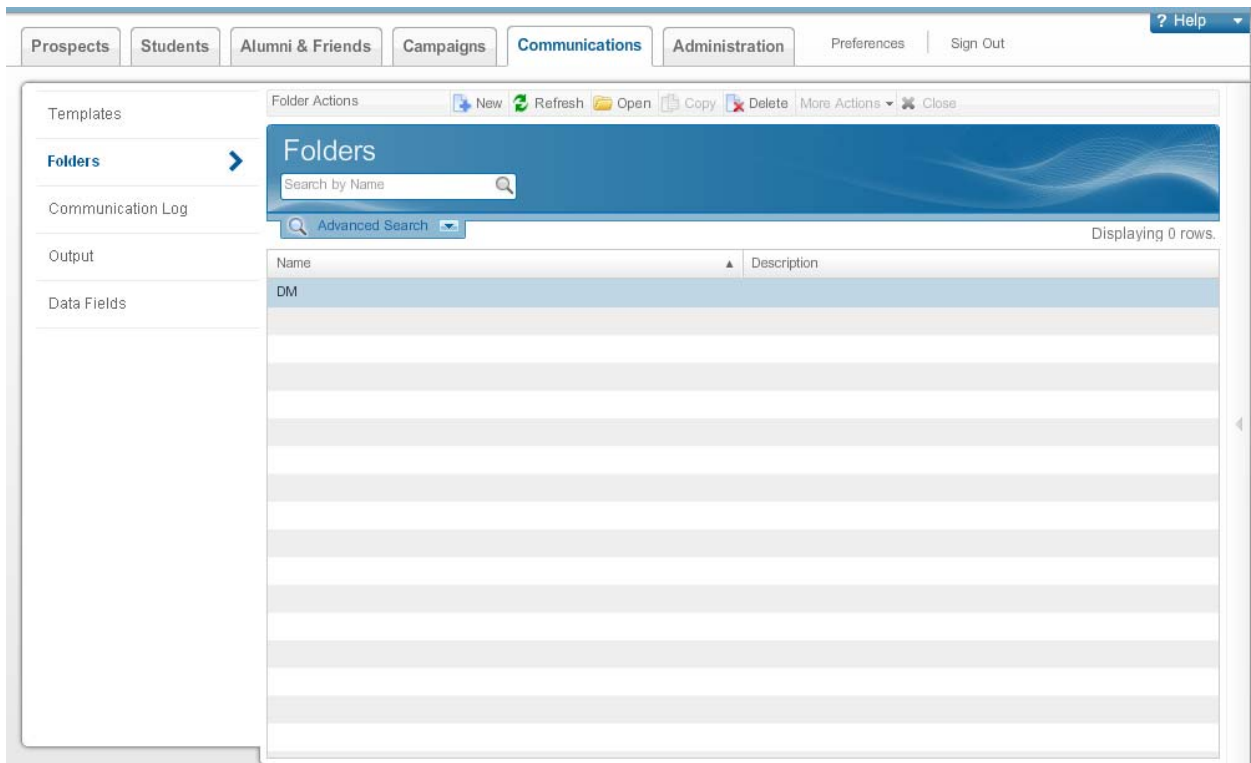 ? Help
Prospects Students Alumni & Friends Campaigns Communications Administration Preferences Sign Out
Templates
Folders
Communication Log
Output
Data Fields
Folder Actions New Refresh Open Copy Delete More Actions Close
Folders
Search by Name
Advanced Search
Displaying 0 rows.
Name Description
DM